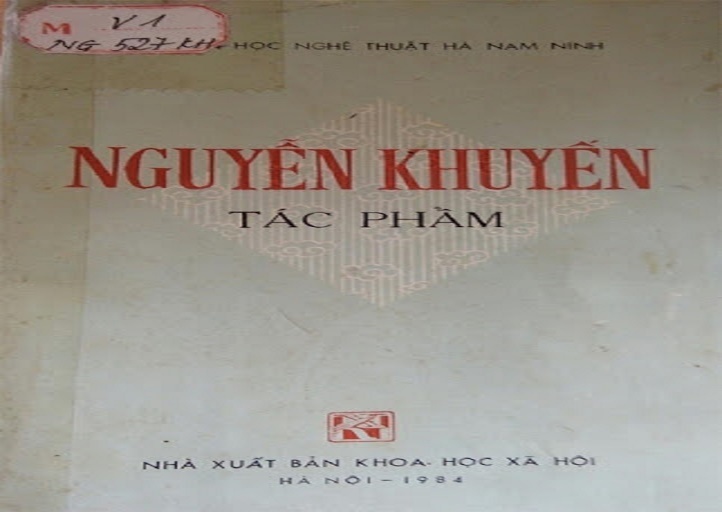 M V 1
NG 527 KH
HỌC NGHỆ THUẬT HÀ NAM NINH
NGUYỄN KHUYẾN
TÁC PHẨM
NHÀ XUẤT BẢN KHOA HỌC XÃ HỘI
HÀ NỘI - 1984